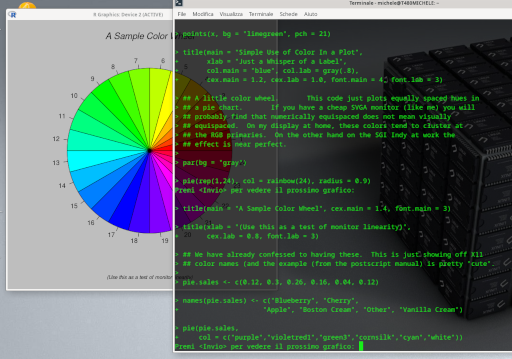 R Graphics: Device 2 (ACTIVE)
A Sample Color
7
8
9
10
11
12
13
14
15
16
17
18
19
(Use this as a test of monitor
Terminale - michele@T480MICHELE: ~
File Modifica Visualizza Terminale Schede Aiuto
> points(x, bg = "limegreen", pch = 21)
> title(main = "Simple Use of Color In a Plot",
+ xlab = "Just a Whisper of a Label",
+ col.main = "blue", col.lab = gray(.8),
+ cex.main = 1.2, cex.lab = 1.0, font.main = 4, font.lab = 3)
> ## A little color wheel. This code just plots equally spaced hues in
> ## a pie chart. If you have a cheap SVGA monitor (like me) you will
> ## probably find that numerically equispaced does not mean visually
> ## equispaced. On my display at home, these colors tend to cluster at
> ## the RGB primaries. On the other hand on the SGI Indy at work the
> ## effect is near perfect.
> par(bg = "gray")
> pie(rep(1,24), col = rainbow(24), radius = 0.9)
Premi <Invio> per vedere il prossimo grafico:
> title(main = "A Sample Color Wheel", cex.main = 1.4, font.main = 3)
> title(xlab = "(Use this as a test of monitor linearity)",
+ cex.lab = 0.8, font.lab = 3)
> ## We have already confessed to having these. This is just showing off X11
> ## color names (and the example (from the postscript manual) is pretty "cute".
> pie.sales <- c(0.12, 0.3, 0.26, 0.16, 0.04, 0.12)
> names(pie.sales) <- c("Blueberry", "Cherry",
+ "Apple", "Boston Cream", "Other", "Vanilla Cream")
> pie(pie.sales,
+ col = c("purple","violetred1","green3","cornsilk","cyan","white"))
Premi <Invio> per vedere il prossimo grafico: